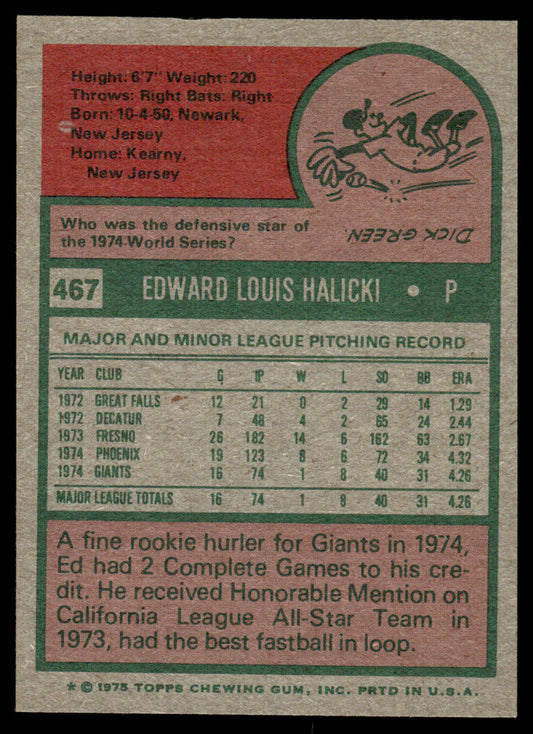 Height: 6'7" Weight: 220
Throws: Right Bats: Right
Born: 10-4-50, Newark,
New Jersey
Home: Kearny,
New Jersey
Who was the defensive star of
the 1974 World Series?
DICK GREEN
467 EDWARD LOUIS HALICKI • P
MAJOR AND MINOR LEAGUE PITCHING RECORD
YEAR CLUB G IP W L SO BB ERA
1972 GREAT FALLS 12 21 0 2 29 14 1.29
1972 DECATUR 7 48 4 2 65 24 2.44
1973 FRESNO 26 182 14 6 162 63 2.67
1974 PHOENIX 19 123 8 6 72 34 4.32
1974 GIANTS 16 74 1 8 40 31 4.26
MAJOR LEAGUE TOTALS 16 74 1 8 40 31 4.26
A fine rookie hurler for Giants in 1974,
Ed had 2 Complete Games to his cre-
dit. He received Honorable Mention on
California League All-Star Team in
1973, had the best fastball in loop.
* © 1975 TOPPS CHEWING GUM, INC. PRTD IN U.S.A.